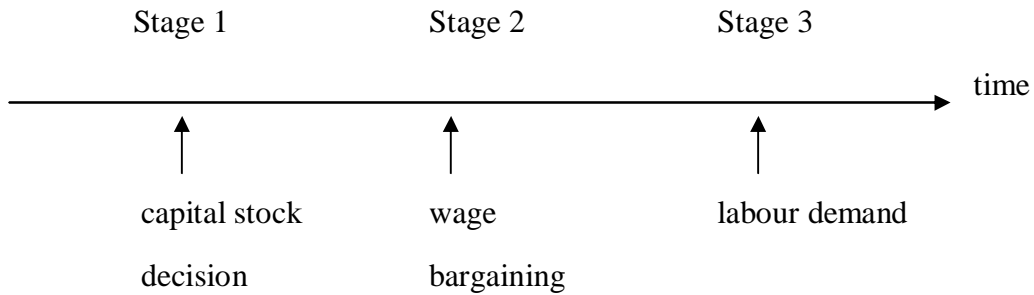 Stage 1 Stage 2 Stage 3
time
capital stock wage labour demand
decision bargaining